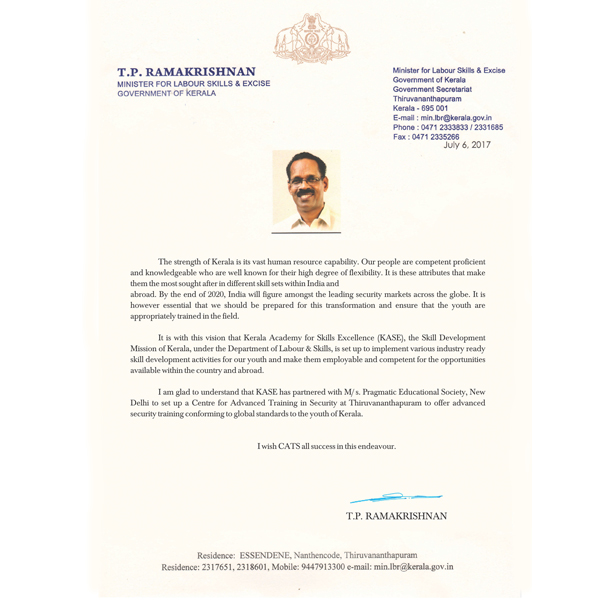 T.P. RAMAKRISHNAN
MINISTER FOR LABOUR SKILLS & EXCISE
GOVERNMENT OF KERALA
Minister for Labour Skills & Excise
Government of Kerala
Government Secretariat
Thiruvananthapuram
Kerala - 695 001
E-mail : min.lbr@kerala.gov.in
Phone : 0471 2333833 / 2331685
Fax : 0471 2335266
July 6, 2017
The strength of Kerala is its vast human resource capability. Our people are competent proficient
and knowledgeable who are well known for their high degree of flexibility. It is these attributes that make
them the most sought after in different skill sets within India and
abroad. By the end of 2020, India will figure amongst the leading security markets across the globe. It is
however essential that we should be prepared for this transformation and ensure that the youth are
appropriately trained in the field.
It is with this vision that Kerala Academy for Skills Excellence (KASE), the Skill Development
Mission of Kerala, under the Department of Labour & Skills, is set up to implement various industry ready
skill development activities for our youth and make them employable and competent for the opportunities
available within the country and abroad.
I am glad to understand that KASE has partnered with M/s. Pragmatic Educational Society, New
Delhi to set up a Centre for Advanced Training in Security at Thiruvananthapuram to offer advanced
security training conforming to global standards to the youth of Kerala.
I wish CATS all success in this endeavour.
T.P. RAMAKRISHNAN
Residence: ESSENDENE, Nanthencode, Thiruvananthapuram
Residence: 2317651, 2318601, Mobile: 9447913300 e-mail: min.lbr@kerala.gov.in